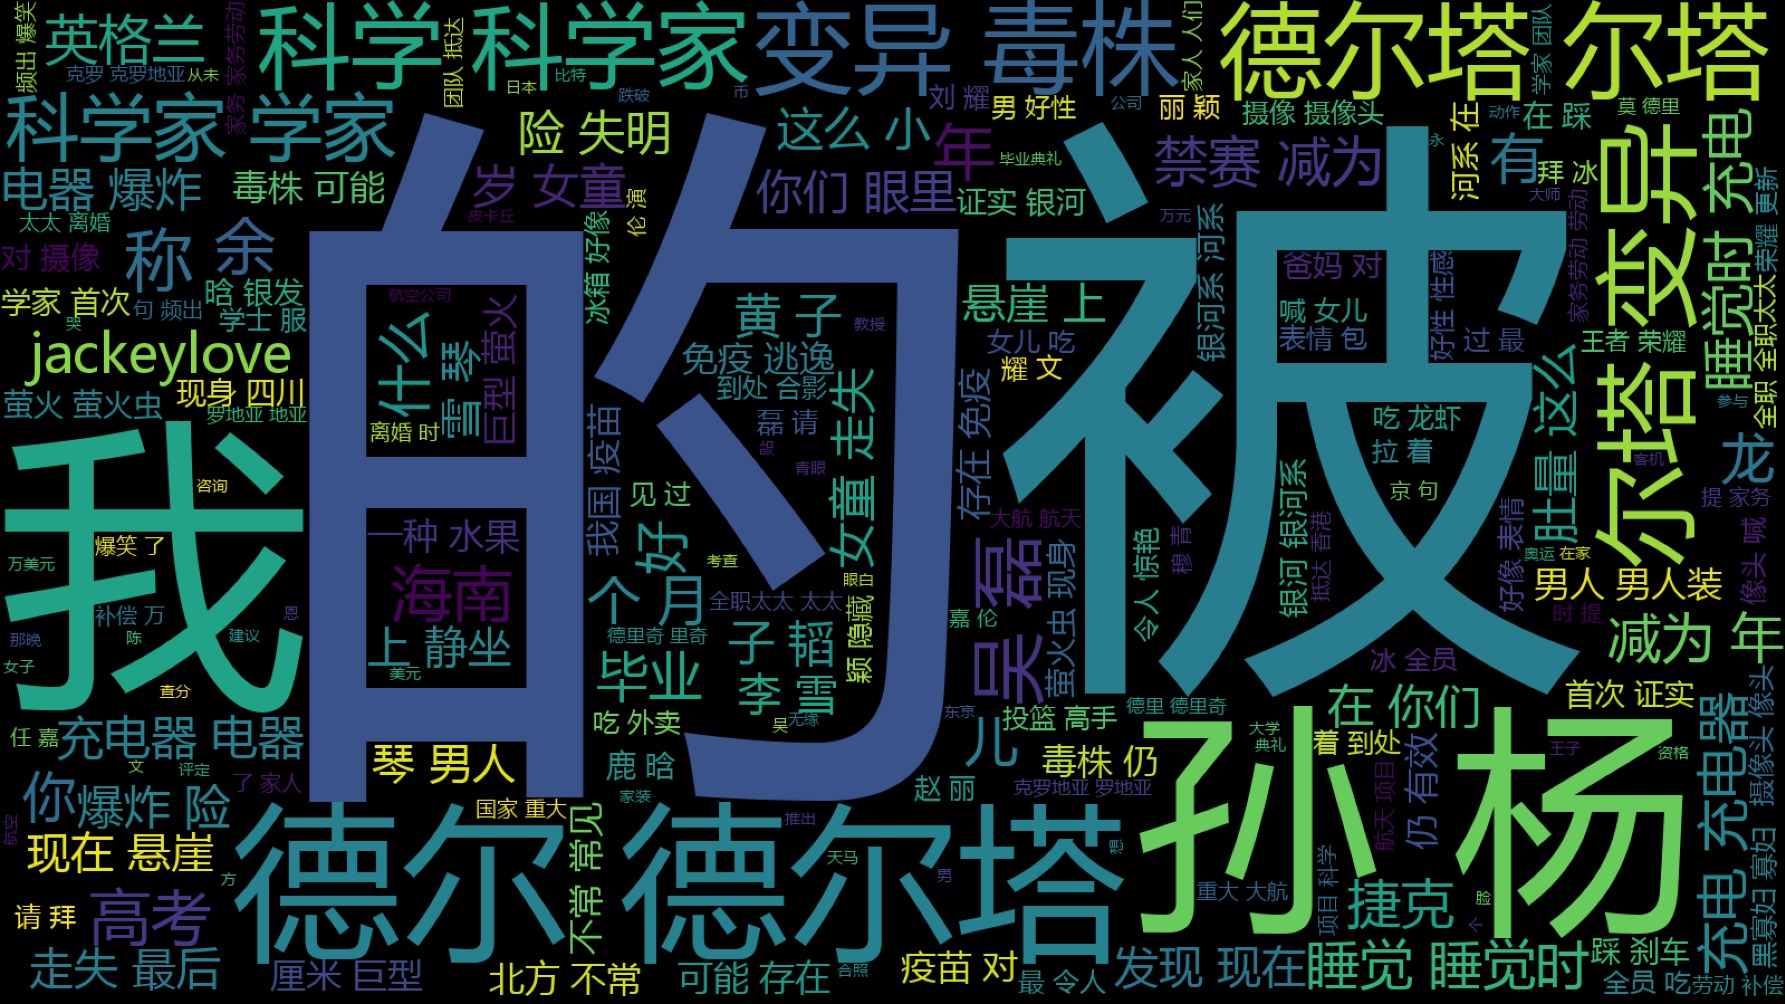 频出 爆笑
英格兰
克罗 克罗地亚
从未
家务 家务劳动
科学 科学家
团队 抵达
日本
比特
变异 毒株
家人 人们
德尔塔 尔塔
学家 团队
科学家 学家
险 失明
跌破
币
这么 小
刘 耀
年
男 好性
公司
丽 颖
摄像 摄像头
动作
在 踩
莫 德里
充电
电器 爆炸
毒株 可能
岁 女童
皮卡丘
伦 演
你们 眼里
毕业典礼
证实 银河
万元
禁赛 减为
永
河系 在
有
拜 冰
大师
变异
更新
太太 离婚
对 摄像
称 余
冰箱 好像
银河系 河系
爸妈 对
好性 性感
家务劳动 劳动
睡觉时 充电
荣耀
学家 首次
句 频出
晗 银发
学士 服
哭
航空公司
黄 子
教授
悬崖 上
喊 女儿
表情 包
过 最
王者 荣耀
全职 全职太太
jackeylove
什么
雪 琴
巨型 萤火
免疫 逃逸
到处 合影
女儿 吃
耀 文
萤火 萤火虫
现身 四川
罗地亚 地亚
离婚 时
磊 请
女童 走失
存在 免疫
吃 龙虾
拉 着
肚量 这么
尔塔
参与
龙
我
的
被
咨询
我国 疫苗
见 过
青眼
银河 银河系
京 句
客机
提 家务
爆笑 了
一种 水果
好
考查
大航 航天
吴 磊
现身
令人 惊艳
穆 青
抵达 香港
好像 表情
奥运
在家
像头 喊
万美元
海南
个 月
眼山
全职太太 太太
男人 男人装
补偿 万
恩
那晚
陈
建议
上 静坐
美元
德里奇 里奇
子 韬
颖 隐藏
嘉 伦
萤火虫
时 提
减为 年
女子
查分
毕业
李 雪
冰 全员
首次 证实
任 嘉
充电器 电器
琴 男人
吃 外卖
无缘
吴
东京
投篮 高手
德里 德里奇
在 你们
文
评定
了 家人
鹿 晗
儿
毒株 仍
大学
典礼
着 到处
仍 有效
王子
资格
摄像头 像头
孙 杨
你
爆炸 险
国家 重大
家装
赵 丽
克罗地亚 罗地亚
航天 项目
充电 充电器
航空
现在 悬崖
方
德尔 德尔塔
不常 常见
推出
天马
男
想
项目 科学
黑寡妇 寡妇
请 拜
高考
重大 大航
捷克
个
走失 最后
厘米 巨型
北方 不常
可能 存在
合照
疫苗 对
最 令人
发现 现在
睡觉 睡觉时
踩 刹车
全员 吃
劳动 补偿